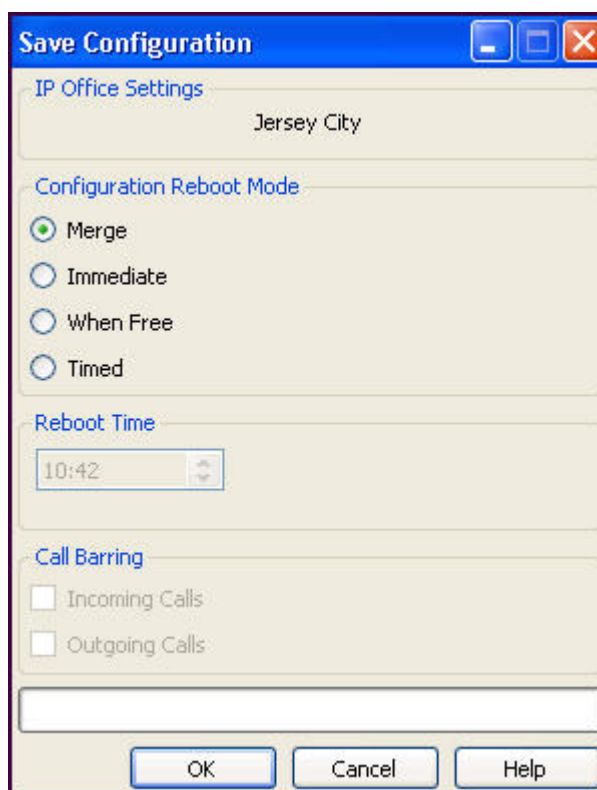 Save Configuration
IP Office Settings
Jersey City
Configuration Reboot Mode
Merge
Immediate
When Free
Timed
Reboot Time
10:42
Call Barring
Incoming Calls
Outgoing Calls
OK Cancel Help